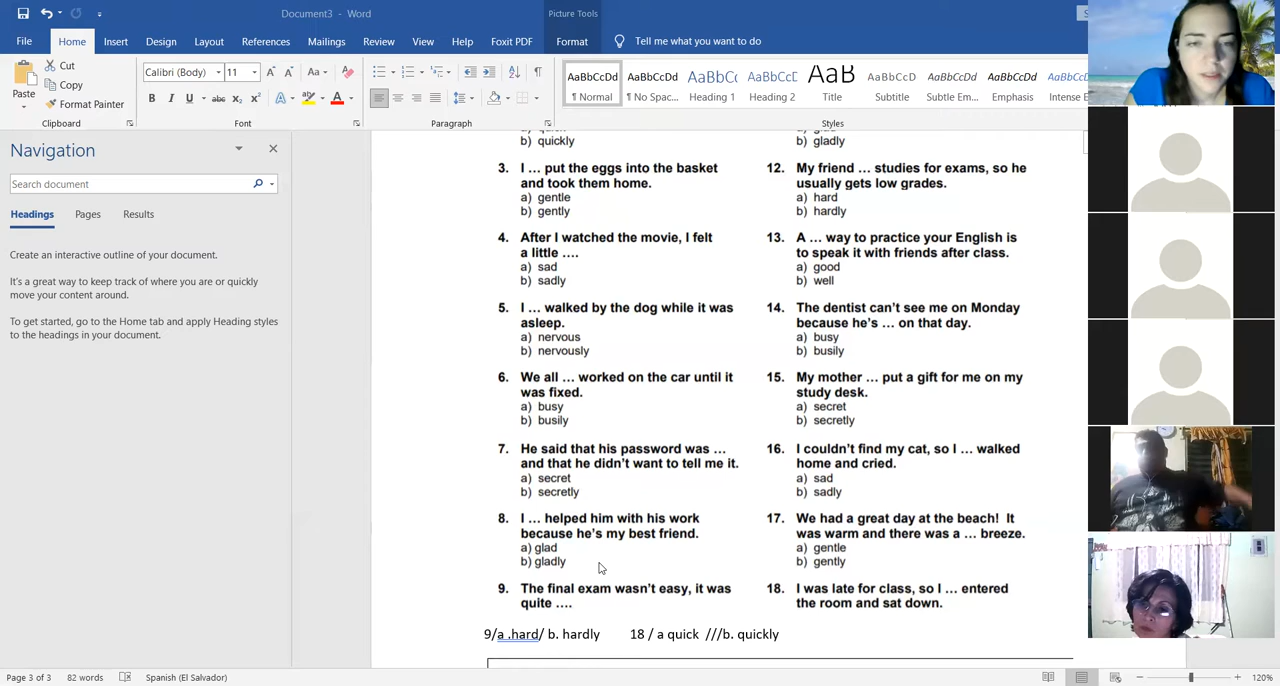 Document3 - Word
Picture Tools
File
Home
Insert
Design
Layout
References
Mailings
Review
View
Help
Foxit PDF
Format
Tell me what you want to do
Paste
Cut
Copy
Format Painter
Clipboard
Calibri (Body)
11
Font
Paragraph
AaBbCcDd
¶ Normal
AaBbCcDd
¶ No Spac...
AaBbCc
Heading 1
AaBbCcD
Heading 2
AaB
Title
AaBbCcD
Subtitle
AaBbCcDd
Subtle Em...
AaBbCcDd
Emphasis
AaBbCcDd
Intense E
Styles
Navigation
Search document
Headings
Pages
Results
Create an interactive outline of your document.
It's a great way to keep track of where you are or quickly
move your content around.
To get started, go to the Home tab and apply Heading styles
to the headings in your document.
b) quickly
3. I ... put the eggs into the basket
and took them home.
a) gentle
b) gently
4. After I watched the movie, I felt
a little ....
a) sad
b) sadly
5. I ... walked by the dog while it was
asleep.
a) nervous
b) nervously
6. We all ... worked on the car until it
was fixed.
a) busy
b) busily
7. He said that his password was ...
and that he didn't want to tell me it.
a) secret
b) secretly
8. I ... helped him with his work
because he's my best friend.
a) glad
b) gladly
9. The final exam wasn't easy, it was
quite ....
b) gladly
12. My friend ... studies for exams, so he
usually gets low grades.
a) hard
b) hardly
13. A ... way to practice your English is
to speak it with friends after class.
a) good
b) well
14. The dentist can't see me on Monday
because he's ... on that day.
a) busy
b) busily
15. My mother ... put a gift for me on my
study desk.
a) secret
b) secretly
16. I couldn't find my cat, so I ... walked
home and cried.
a) sad
b) sadly
17. We had a great day at the beach! It
was warm and there was a ... breeze.
a) gentle
b) gently
18. I was late for class, so I ... entered
the room and sat down.
9/a .hard/ b. hardly 18 / a quick ///b. quickly
Page 3 of 3
82 words
Spanish (El Salvador)
120%